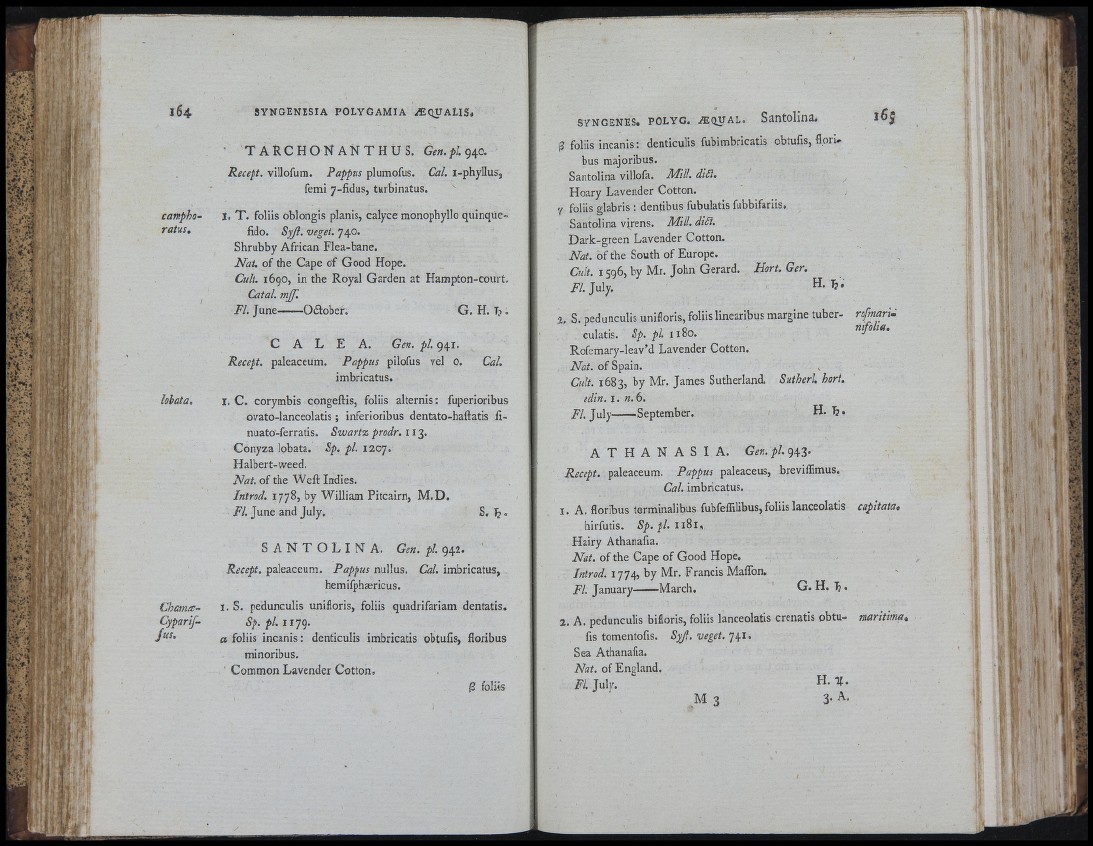 164 SYNGENESIA POLYGAMIA ÆQUALIS.
TARCHONANTHUS. Gen. pl. 940.
Recept. villoſum. Pappus plumoſus. Cal. 1-phyllus,
ſemi 7-fidus, turbinatus.
campho- 1. T. foliis oblongis planis, calyce monophyllo quinque-
ratus. fido. Syſt. veget. 740.
Shrubby African Flea-bane.
Nat. of the Cape of Good Hope.
Cult. 1690, in the Royal Garden at Hampton-court.
Catal. mſſ.
Fl. June——October. G. H. ♄.
CALEA. Gen. pl. 941.
Recept. paleaceum. Pappus piloſus vel 0. Cal.
imbricatus.
lobata. 1. C. corymbis congeſtis, foliis alternis: ſuperioribus
ovato-lanceolatis; inferioribus dentato-haſtatis ſi-
nuato-ſerratis. Swartz prodr. 113.
Conyza lobata. Sp. pl. 1207.
Halbert-weed.
Nat. of the Weſt Indies.
Introd. 1778, by William Pitcairn, M.D.
Fl. June and July. S. ♄.
SANTOLINA. Gen. pl. 942.
Recept. paleaceum. Pappus nullus. Cal. imbricatus,
hemiſphæricus.
Chamæ- 1. S. pedunculis unifloris, foliis quadrifariam dentatis.
Cypariſ- Sp. pl. 1179.
ſus. α foliis incanis: denticulis imbricatis obtuſis, floribus
minoribus.
Common Lavender Cotton.
β foliis
SYNGENES. POLYG. ÆQUAL. Santolina. 165
β foliis incanis: denticulis ſubimbricatis obtuſis, flori-
bus majoribus.
Santolina villoſa. Mill. dict.
Hoary Lavender Cotton.
γ foliis glabris: dentibus ſubulatis ſubbifariis.
Santolina virens. Mill. dict.
Dark-green Lavender Cotton.
Nat. of the South of Europe.
Cult. 1596, by Mr. John Gerard. Hort. Ger.
Fl. July. H. ♄.
2. S. pedunculis unifloris, foliis linearibus margine tuber- roſmari-
culatis. Sp. pl. 1180. nifolia.
Roſemary-leav'd Lavender Cotton.
Nat. of Spain.
Cult. 1683, by Mr. James Sutherland. Sutherl. hort.
edin. 1. n. 6.
Fl. July——September. H. ♄.
ATHANASIA. Gen. pl. 943.
Recept. paleaceum. Pappus paleaceus, breviſſimus.
Cal. imbricatus.
1. A. floribus terminalibus ſubſeſſilibus, foliis lanceolatis capitata.
hirſutis. Sp. pl. 1181.
Hairy Athanaſia.
Nat. of the Cape of Good Hope.
Introd. 1774, by Mr. Francis Maſſon.
Fl. January——March. G. H. ♄.
2. A. pedunculis bifloris, foliis lanceolatis crenatis obtu- maritima.
ſis tomentoſis. Syſt. veget. 741.
Sea Athanaſia.
Nat. of England.
Fl. July. H. ♃.
M 3 3. A.